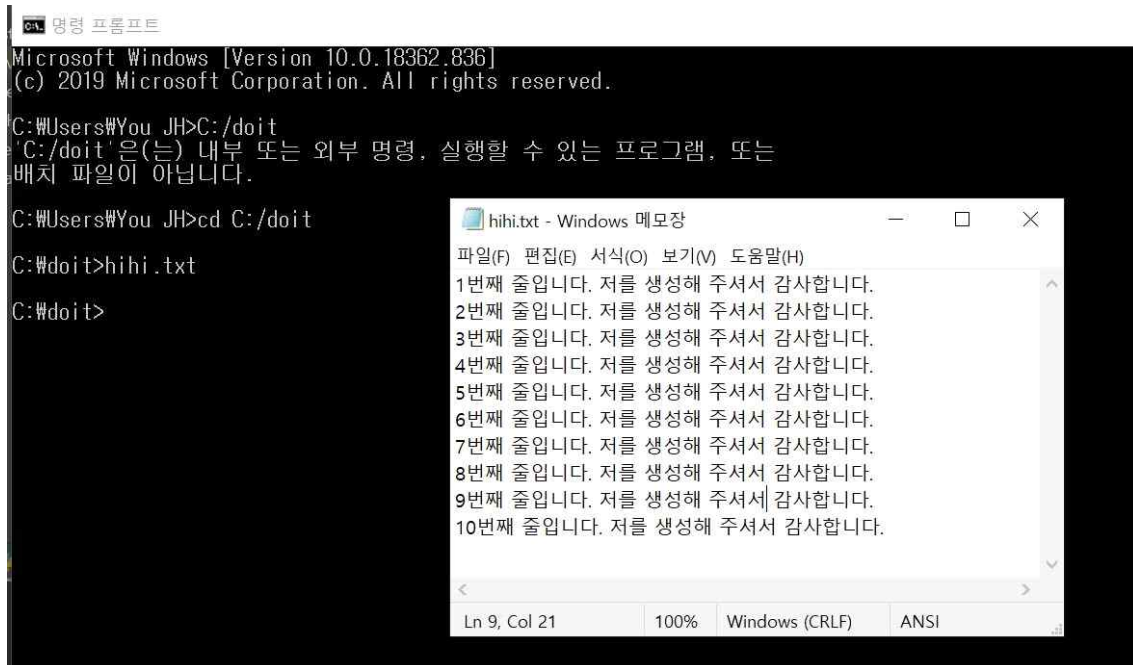 명령 프롬프트
Microsoft Windows [Version 10.0.18362.836]
(c) 2019 Microsoft Corporation. All rights reserved.
C:₩Users₩You JH>C:/doit
'C:/doit'은(는) 내부 또는 외부 명령, 실행할 수 있는 프로그램, 또는
배치 파일이 아닙니다.
C:₩Users₩You JH>cd C:/doit
C:₩doit>hihi.txt
C:₩doit>
hihi.txt - Windows 메모장
파일(F) 편집(E) 서식(O) 보기(V) 도움말(H)
1번째 줄입니다. 저를 생성해 주셔서 감사합니다.
2번째 줄입니다. 저를 생성해 주셔서 감사합니다.
3번째 줄입니다. 저를 생성해 주셔서 감사합니다.
4번째 줄입니다. 저를 생성해 주셔서 감사합니다.
5번째 줄입니다. 저를 생성해 주셔서 감사합니다.
6번째 줄입니다. 저를 생성해 주셔서 감사합니다.
7번째 줄입니다. 저를 생성해 주셔서 감사합니다.
8번째 줄입니다. 저를 생성해 주셔서 감사합니다.
9번째 줄입니다. 저를 생성해 주셔서 감사합니다.
10번째 줄입니다. 저를 생성해 주셔서 감사합니다.
Ln 9, Col 21 100% Windows (CRLF) ANSI